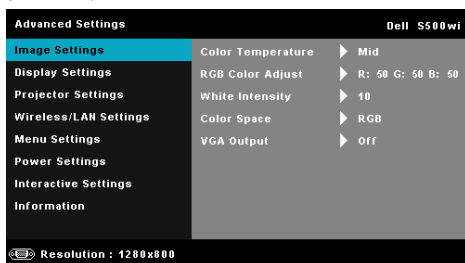 Advanced Settings Dell S500wi
Image Settings Color Temperature Mid
Display Settings RGB Color Adjust R: 50 G: 50 B: 50
Projector Settings White Intensity 10
Wireless/LAN Settings Color Space RGB
Menu Settings VGA Output Off
Power Settings
Interactive Settings
Information
Resolution : 1280x800